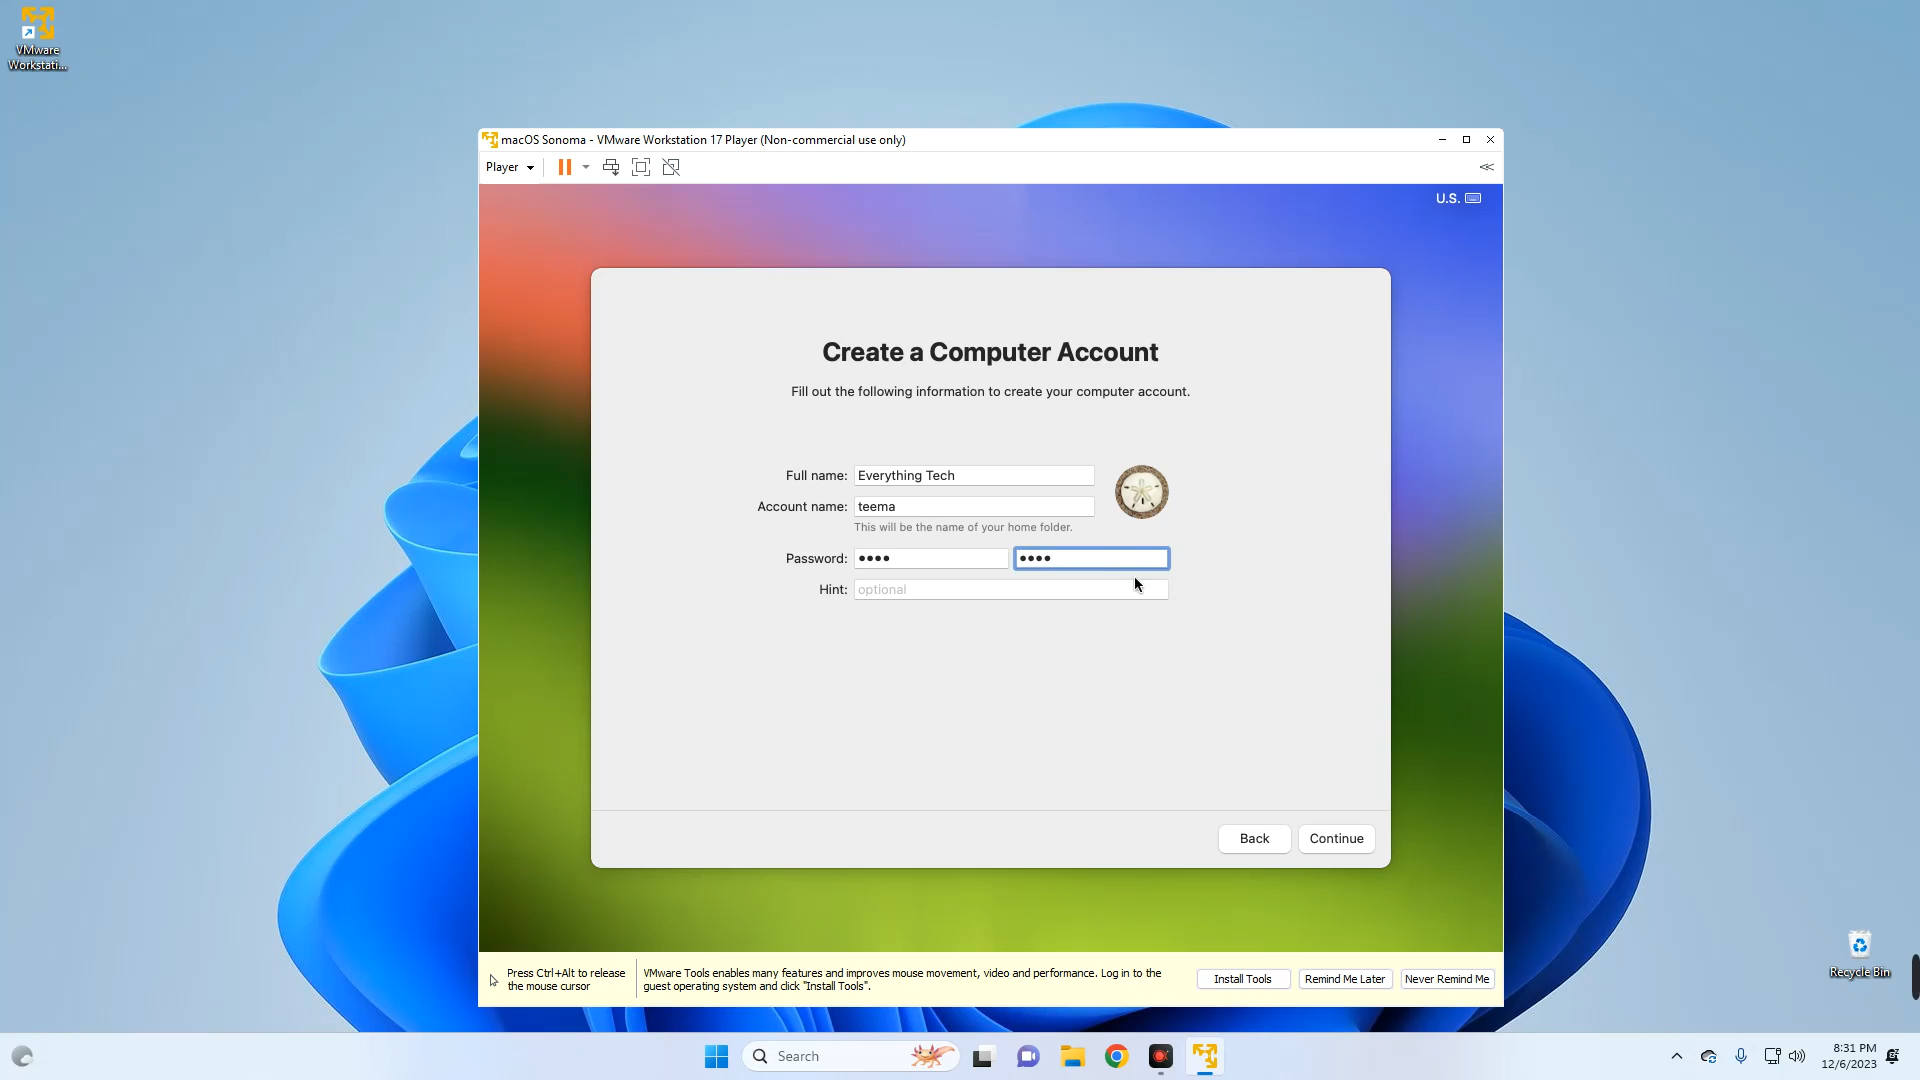 VMware
Workstati...
macOS Sonoma - VMware Workstation 17 Player (Non-commercial use only)
Player
U.S.
Create a Computer Account
Fill out the following information to create your computer account.
Full name: Everything Tech
Account name: teema
This will be the name of your home folder.
Password: •••• ••••
Hint: optional
Back Continue
Press Ctrl+Alt to release
the mouse cursor
VMware Tools enables many features and improves mouse movement, video and performance. Log in to the
guest operating system and click "Install Tools".
Install Tools Remind Me Later Never Remind Me
Recycle Bin
Search
8:31 PM
12/6/2023